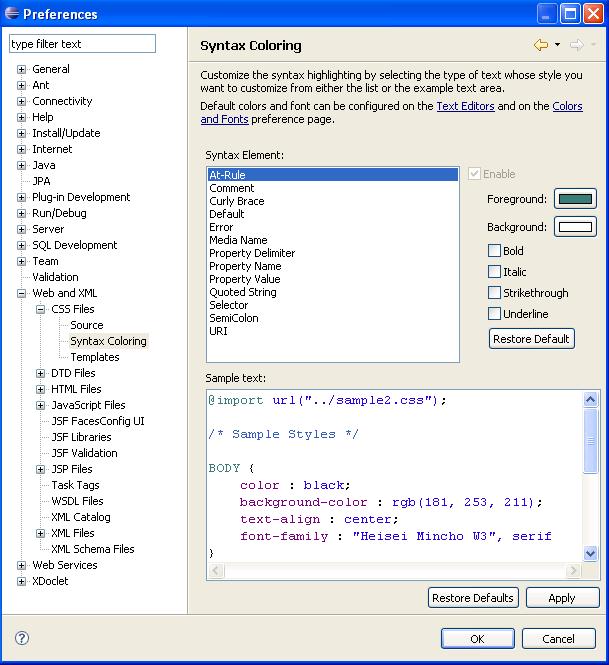 Preferences
type filter text
General
Ant
Connectivity
Help
Install/Update
Internet
Java
JPA
Plug-in Development
Run/Debug
Server
SQL Development
Team
Validation
Web and XML
CSS Files
Source
Syntax Coloring
Templates
DTD Files
HTML Files
JavaScript Files
JSF FacesConfig UI
JSF Libraries
JSF Validation
JSP Files
Task Tags
WSDL Files
XML Catalog
XML Files
XML Schema Files
Web Services
XDoclet
Syntax Coloring
Customize the syntax highlighting by selecting the type of text whose style you
want to customize from either the list or the example text area.
Default colors and font can be configured on the Text Editors and on the Colors
and Fonts preference page.
Syntax Element:
At-Rule
Comment
Curly Brace
Default
Error
Media Name
Property Delimiter
Property Name
Property Value
Quoted String
Selector
SemiColon
URI
Enable
Foreground:
Background:
Bold
Italic
Strikethrough
Underline
Restore Default
Sample text:
@import url("../sample2.css");
/* Sample Styles */
BODY {
color : black;
background-color : rgb(181, 253, 211);
text-align : center;
font-family : "Heisei Mincho W3", serif
}
Restore Defaults
Apply
?
OK
Cancel